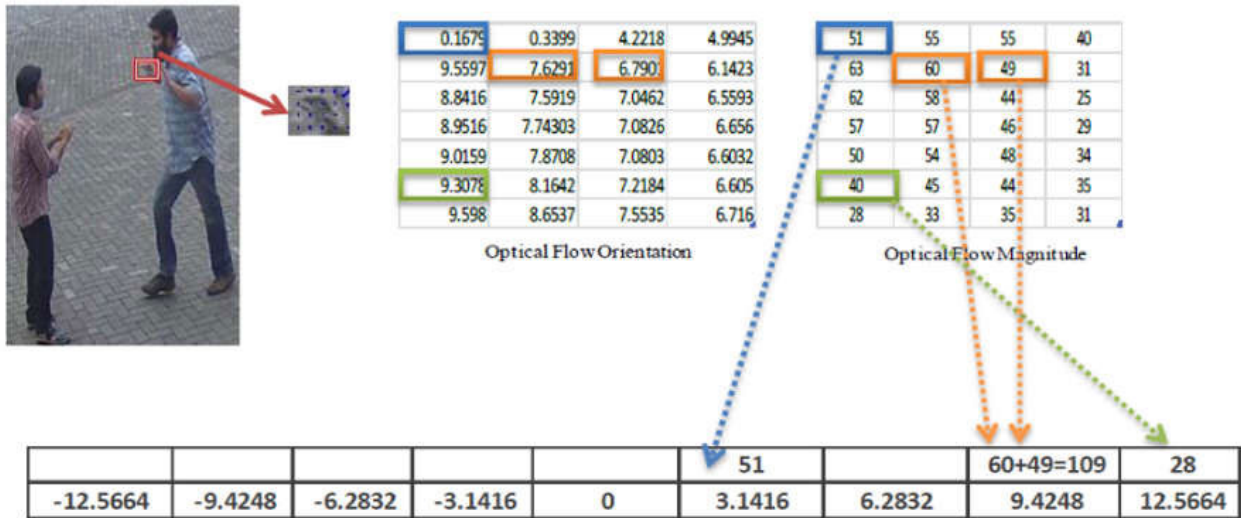 0.1679 0.3399 4.2218 4.9945
9.5597 7.6291 6.790 6.1423
8.8416 7.5919 7.0462 6.5593
8.9516 7.74303 7.0826 6.656
9.0159 7.8708 7.0803 6.6032
9.3078 8.1642 7.2184 6.605
9.598 8.6537 7.5535 6.716
Optical Flow Orientation
51 55 55 40
63 60 49 31
62 58 44 25
57 57 46 29
50 54 48 34
40 45 44 35
28 33 35 31
Optical Flow Magnitude
51 60+49=109 28
-12.5664 -9.4248 -6.2832 -3.1416 0 3.1416 6.2832 9.4248 12.5664